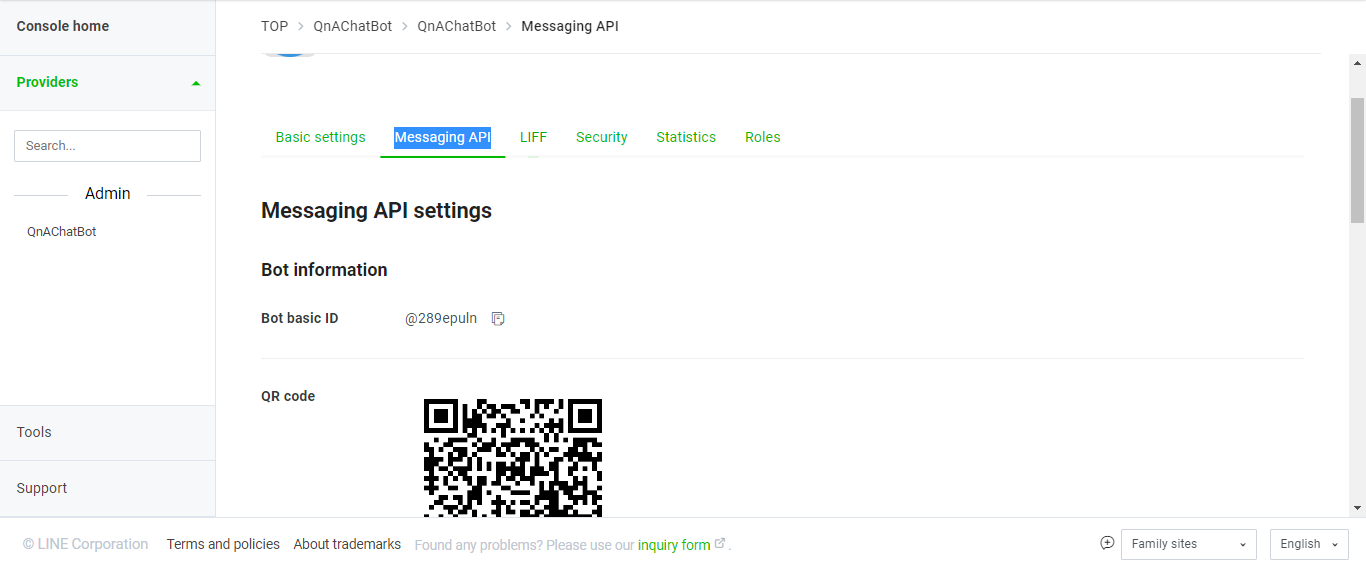 Console home
TOP > QnAChatBot > QnAChatBot > Messaging API
Providers
Search...
Admin
QnAChatBot
Tools
Support
Basic settings Messaging API LIFF Security Statistics Roles
Messaging API settings
Bot information
Bot basic ID @289epuln
QR code
© LINE Corporation Terms and policies About trademarks Found any problems? Please use our inquiry form . Family sites English